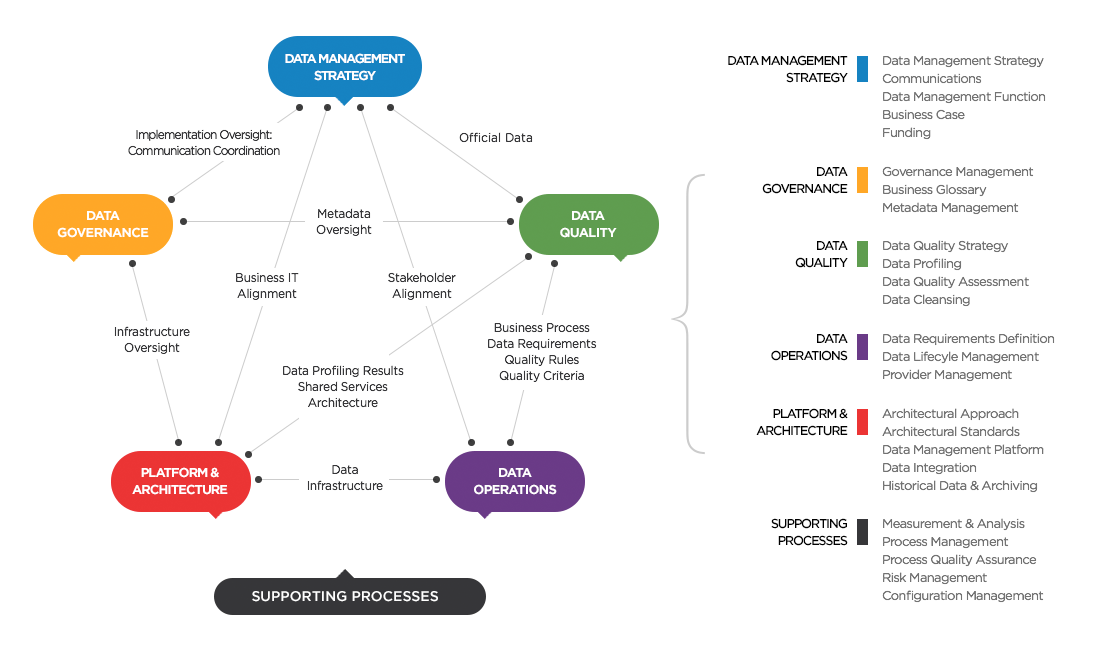 DATA MANAGEMENT
STRATEGY
Implementation Oversight:
Communication Coordination
Official Data
DATA
GOVERNANCE
Metadata
Oversight
DATA
QUALITY
Business IT
Alignment
Stakeholder
Alignment
Infrastructure
Oversight
Business Process
Data Requirements
Quality Rules
Quality Criteria
Data Profiling Results
Shared Services
Architecture
PLATFORM &
ARCHITECTURE
Data
Infrastructure
DATA
OPERATIONS
SUPPORTING PROCESSES
DATA MANAGEMENT
STRATEGY
Data Management Strategy
Communications
Data Management Function
Business Case
Funding
DATA
GOVERNANCE
Governance Management
Business Glossary
Metadata Management
DATA
QUALITY
Data Quality Strategy
Data Profiling
Data Quality Assessment
Data Cleansing
DATA
OPERATIONS
Data Requirements Definition
Data Lifecyle Management
Provider Management
PLATFORM &
ARCHITECTURE
Architectural Approach
Architectural Standards
Data Management Platform
Data Integration
Historical Data & Archiving
SUPPORTING
PROCESSES
Measurement & Analysis
Process Management
Process Quality Assurance
Risk Management
Configuration Management